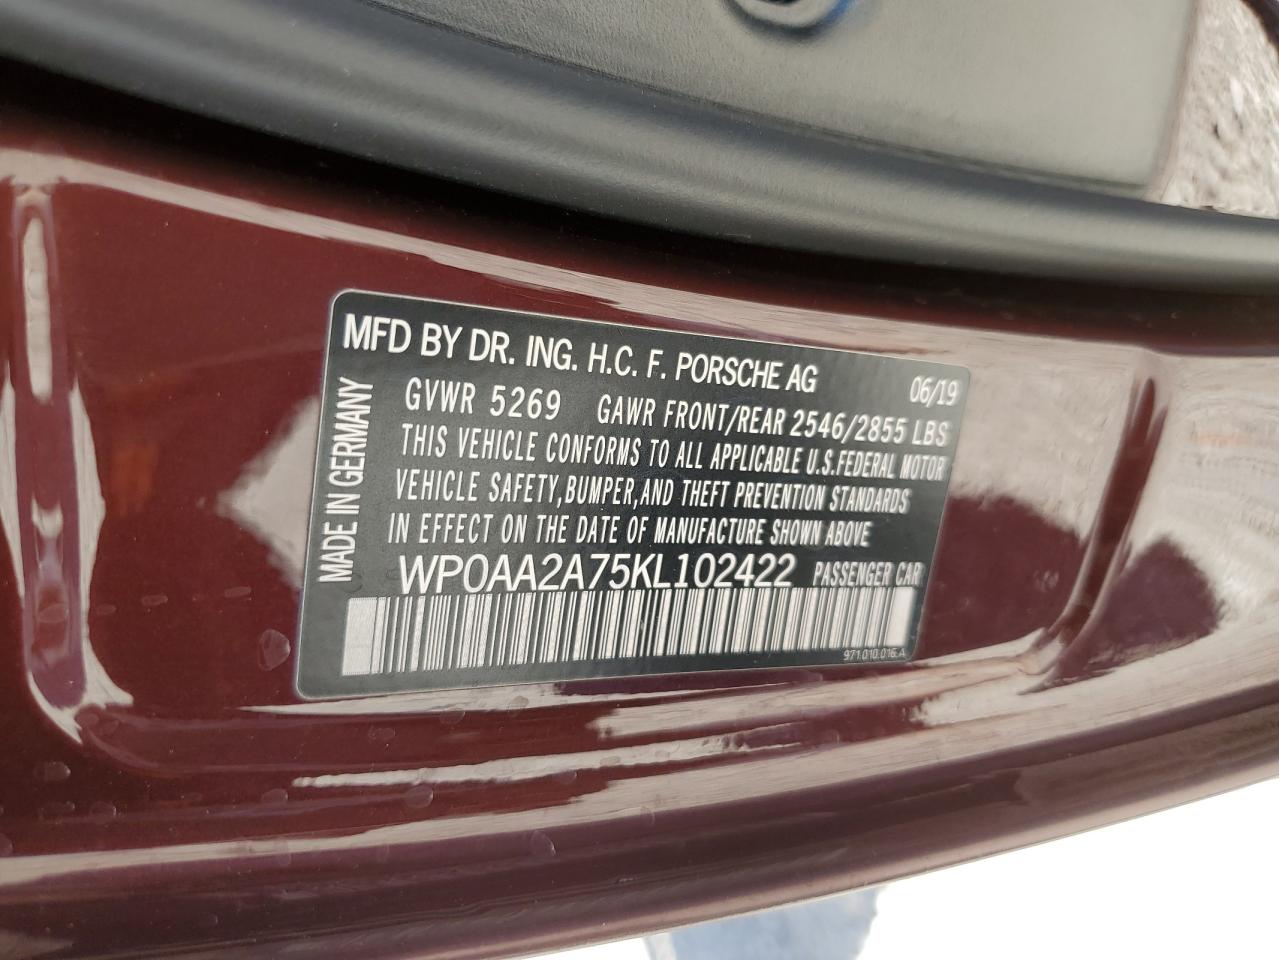 MFD BY DR. ING. H.C. F. PORSCHE AG 06/19
GVWR 5269 GAWR FRONT/REAR 2546/2855 LBS
THIS VEHICLE CONFORMS TO ALL APPLICABLE U.S.FEDERAL MOTOR
VEHICLE SAFETY,BUMPER,AND THEFT PREVENTION STANDARDS
IN EFFECT ON THE DATE OF MANUFACTURE SHOWN ABOVE
WP0AA2A75KL102422 PASSENGER CAR
971.010.016.A
MADE IN GERMANY